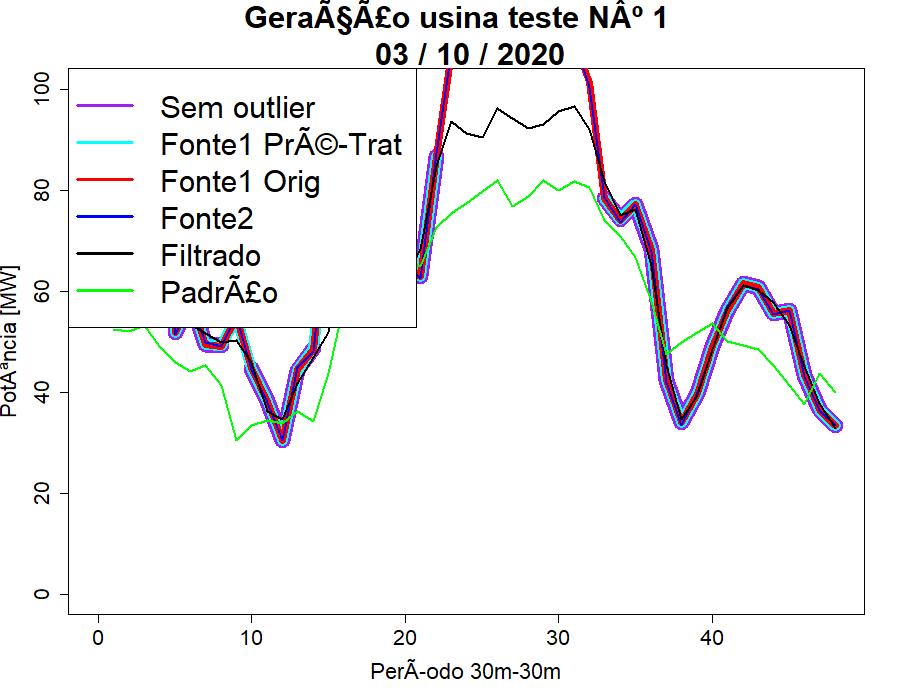 GeraÃ§Ã£o usina teste NÂº 1
03 / 10 / 2020
Sem outlier
Fonte1 PrÃ©-Trat
Fonte1 Orig
Fonte2
Filtrado
PadrÃ£o
PotÃªncia [MW]
100
80
60
40
20
0
0 10 20 30 40
PerÃ-odo 30m-30m